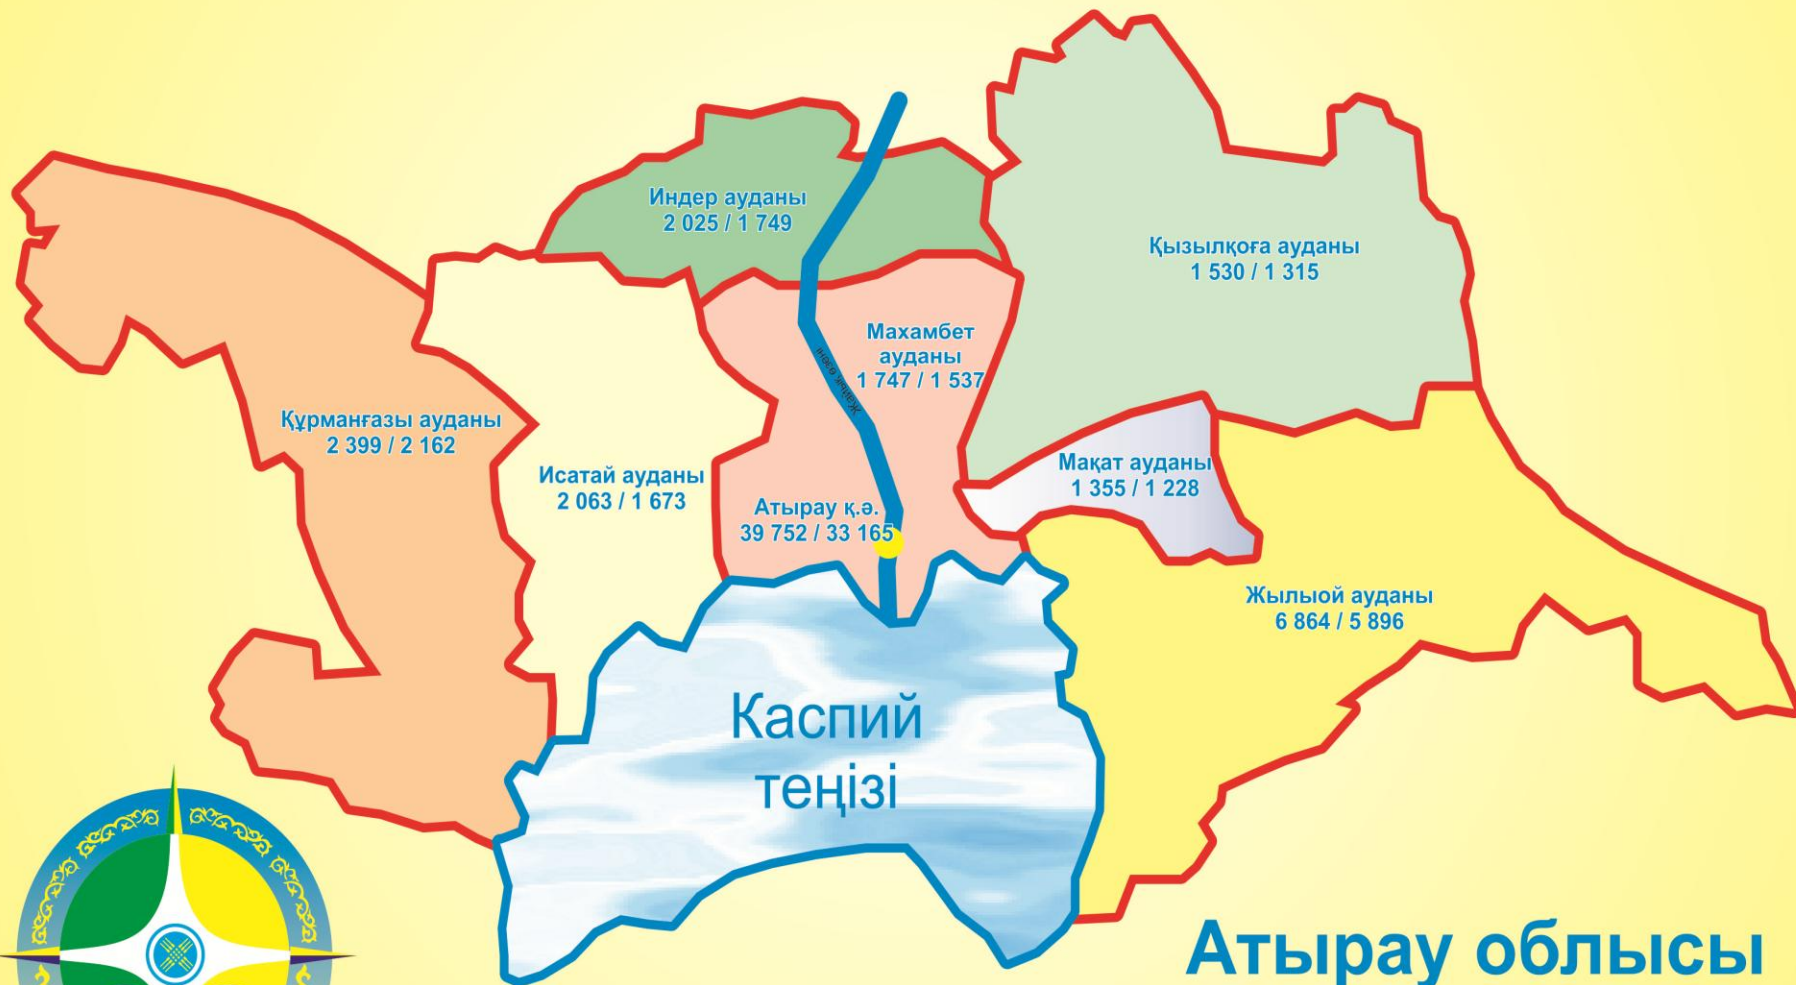 Индер ауданы
2 025 / 1 749
Қызылқоға ауданы
1 530 / 1 315
Махамбет
ауданы
1 747 / 1 537
Жайық өзені
Құрманғазы ауданы
2 399 / 2 162
Исатай ауданы
2 063 / 1 673
Мақат ауданы
1 355 / 1 228
Атырау қ.ә.
39 752 / 33 165
Жылыой ауданы
6 864 / 5 896
Каспий
теңізі
Атырау облысы